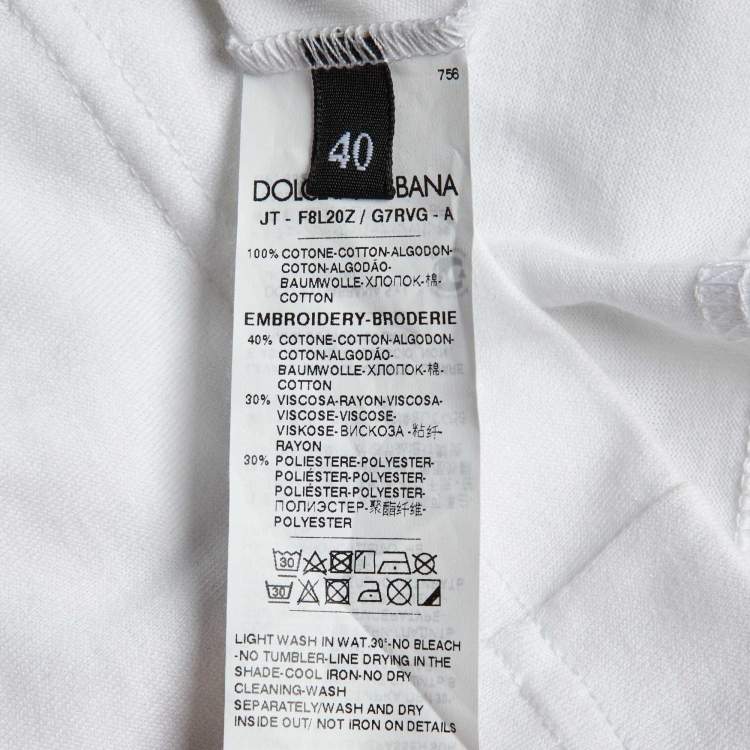 756
40
DOLCE & GABBANA
JT - F8L20Z / G7RVG - A
100% COTONE-COTTON-ALGODON-
COTON-ALGODÃO-
BAUMWOLLE-ХЛОПОК-棉-
COTTON
EMBROIDERY-BRODERIE
40% COTONE-COTTON-ALGODON-
COTON-ALGODÃO-
BAUMWOLLE-ХЛОПОК-棉-
COTTON
30% VISCOSA-RAYON-VISCOSA-
VISCOSE-VISCOSE-
VISKOSE-ВИСКОЗА -粘纤-
RAYON
30% POLIESTERE-POLYESTER-
POLIÉSTER-POLYESTER-
POLIÉSTER-POLYESTER-
ПОЛИЭСТЕР-聚酯纤维-
POLYESTER
30
30
LIGHT WASH IN WAT.30°-NO BLEACH
-NO TUMBLER-LINE DRYING IN THE
SHADE-COOL IRON-NO DRY
CLEANING-WASH
SEPARATELY/WASH AND DRY
INSIDE OUT/ NOT IRON ON DETAILS